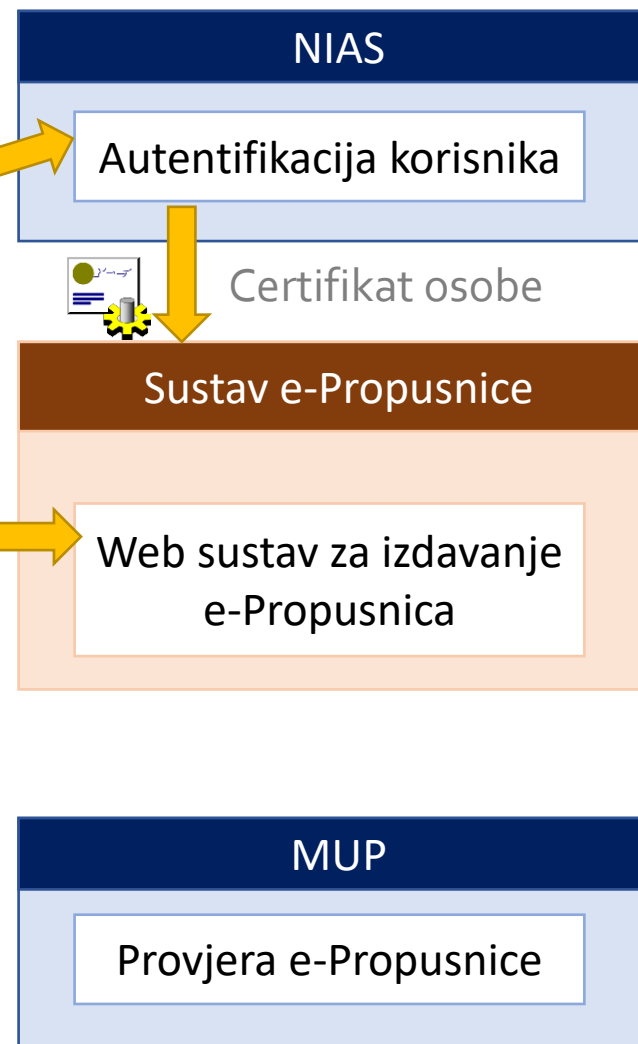 NIAS
Autentifikacija korisnika
Certifikat osobe
Sustav e-Propusnice
Web sustav za izdavanje
e-Propusnica
MUP
Provjera e-Propusnice